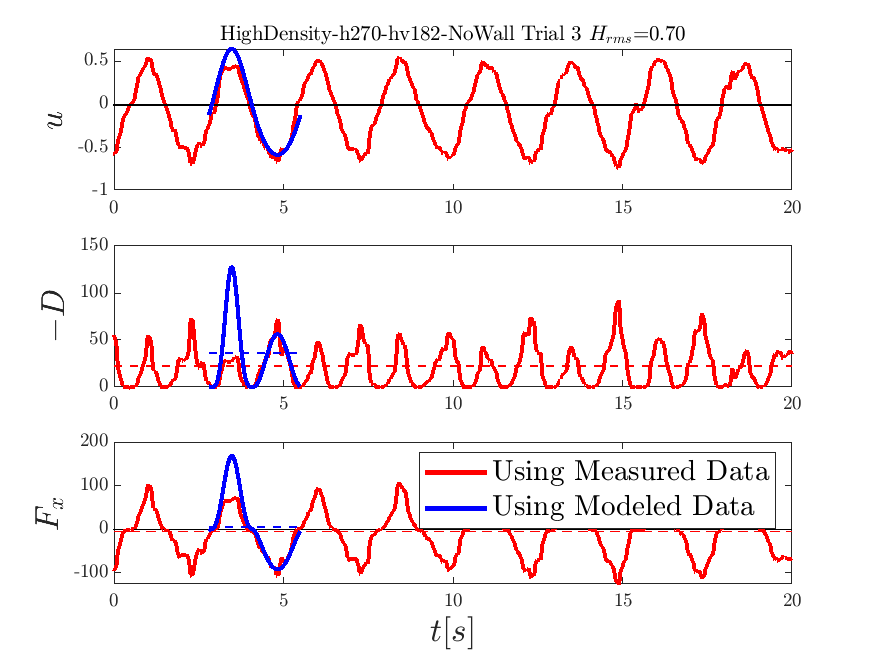 HighDensity-h270-hv182-NoWall Trial 3 H_rms=0.70
0.5
0
-0.5
-1
u
0 5 10 15 20
150
100
50
0
−D
0 5 10 15 20
200
100
0
-100
F_x
Using Measured Data
Using Modeled Data
0 5 10 15 20
t[s]